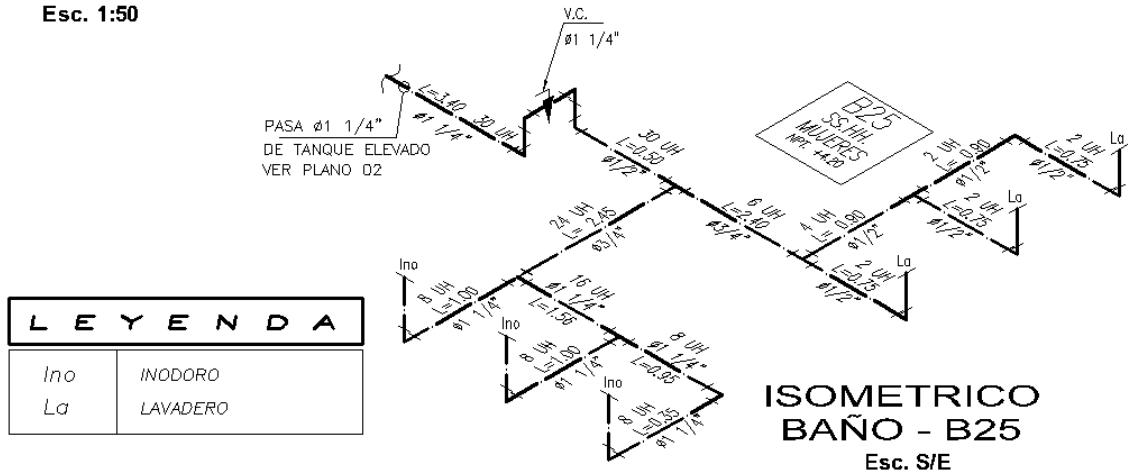 Esc. 1:50
V.C.
ø1 1/4"
L=3.40 30 UH
ø1 1/4"
PASA ø1 1/4"
DE TANQUE ELEVADO
VER PLANO 02
30 UH
L=0.50
ø1/2"
B25
SS.HH.
MUJERES
NPT. +4.20
2 UH
L= 0.90
ø1/2"
2 UH
L=0.75
ø1/2"
La
24 UH
L= 2.45
ø3/4"
6 UH
L=2.40
ø3/4"
4 UH
L= 0.90
ø1/2"
2 UH
L=0.75
ø1/2"
La
2 UH
L=0.75
ø1/2"
La
Ino
8 UH
L=1.00
ø1 1/4"
16 UH
ø1 1/4"
L=1.56
Ino
8 UH
L=1.00
ø1 1/4"
8 UH
ø1 1/4"
L=0.95
Ino
8 UH
L=0.35
ø1 1/4"
LEYENDA
Ino INODORO
La LAVADERO
ISOMETRICO
BAÑO - B25
Esc. S/E